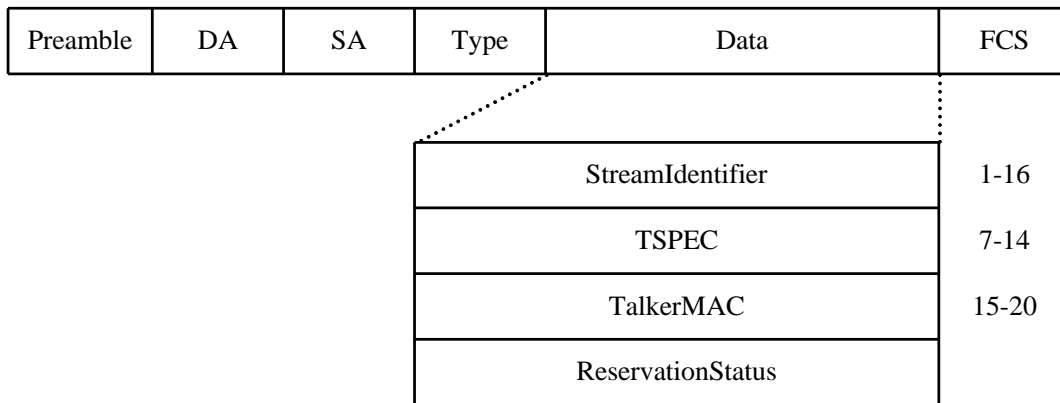 Preamble DA SA Type Data FCS
StreamIdentifier 1-16
TSPEC 7-14
TalkerMAC 15-20
ReservationStatus